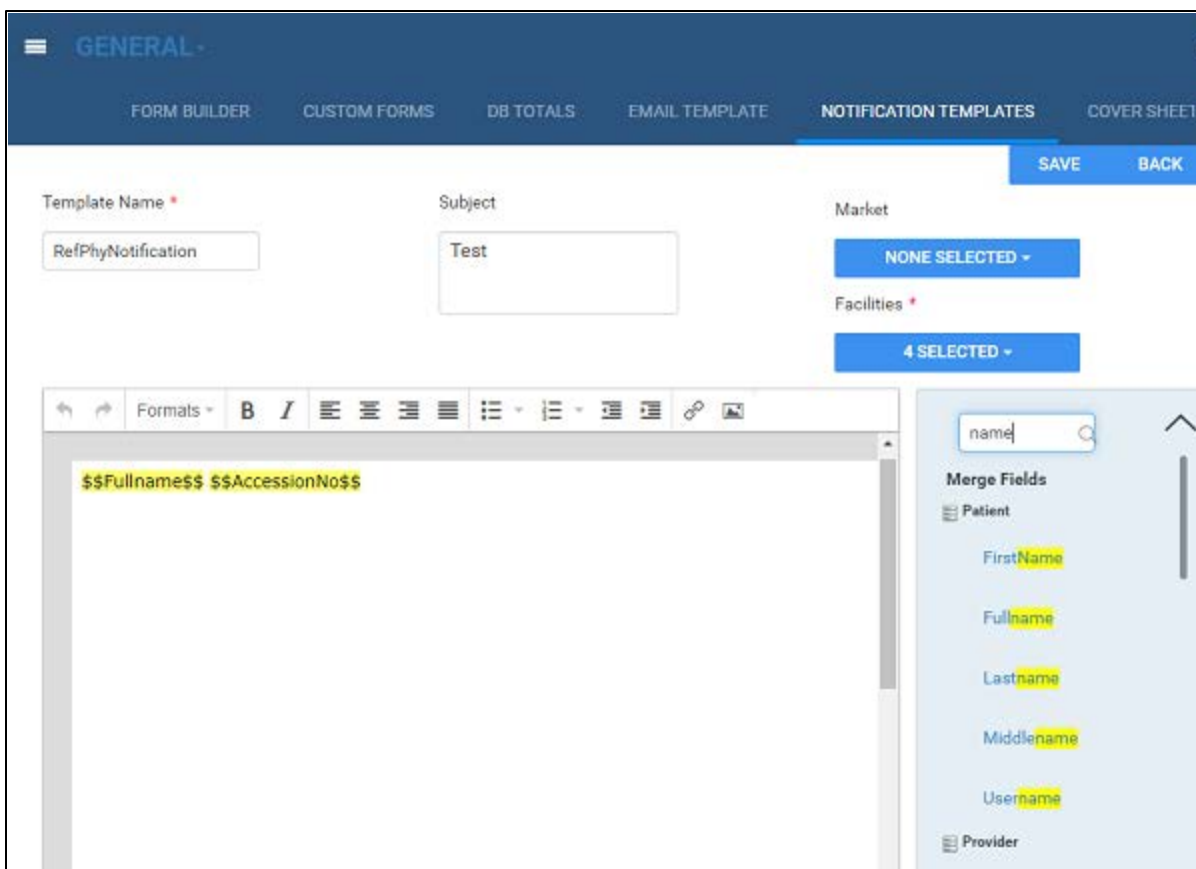 GENERAL
FORM BUILDER CUSTOM FORMS DB TOTALS EMAIL TEMPLATE NOTIFICATION TEMPLATES COVER SHEET
SAVE BACK
Template Name * Subject Market
RefPhyNotification Test
NONE SELECTED
Facilities *
4 SELECTED
Formats B I
name
$$Fullname$$ $$AccessionNo$$
Merge Fields
Patient
FirstName
Fullname
Lastname
Middlename
Username
Provider